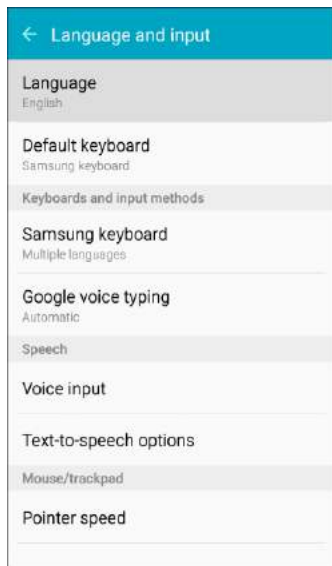 Language and input
Language
English
Default keyboard
Samsung keyboard
Keyboards and input methods
Samsung keyboard
Multiple languages
Google voice typing
Automatic
Speech
Voice input
Text-to-speech options
Mouse/trackpad
Pointer speed